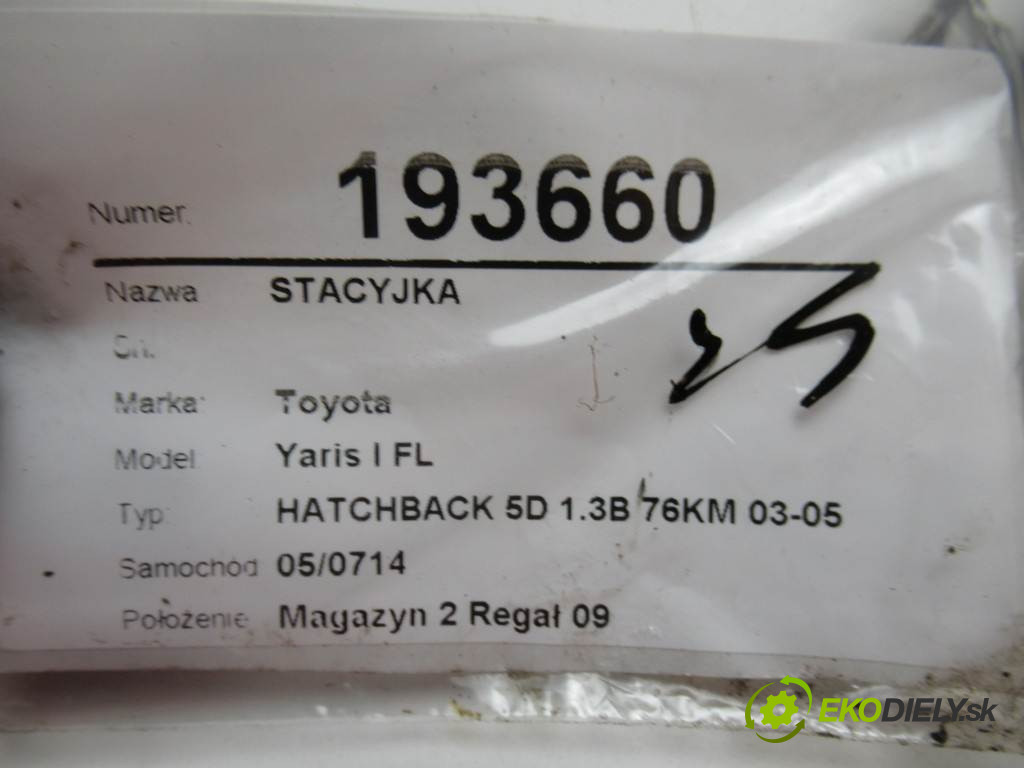 Numer: 193660
Nazwa STACYJKA
Sn.
Marka: Toyota
Model Yaris I FL
Typ: HATCHBACK 5D 1.3B 76KM 03-05
Samochód 05/0714
Położenie Magazyn 2 Regał 09
EKODIELY.sk